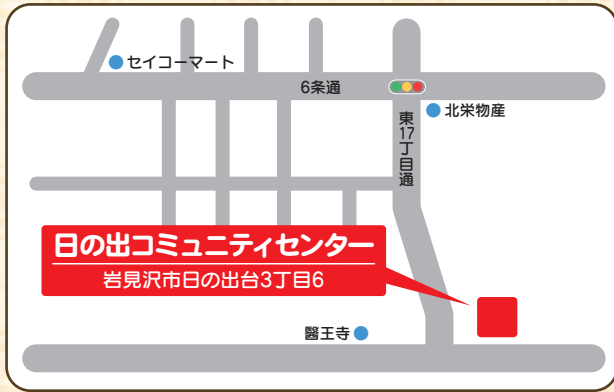 セイコーマート
6条通
北栄物産
東17丁目通
日の出コミュニティセンター
岩見沢市日の出台3丁目6
醫王寺